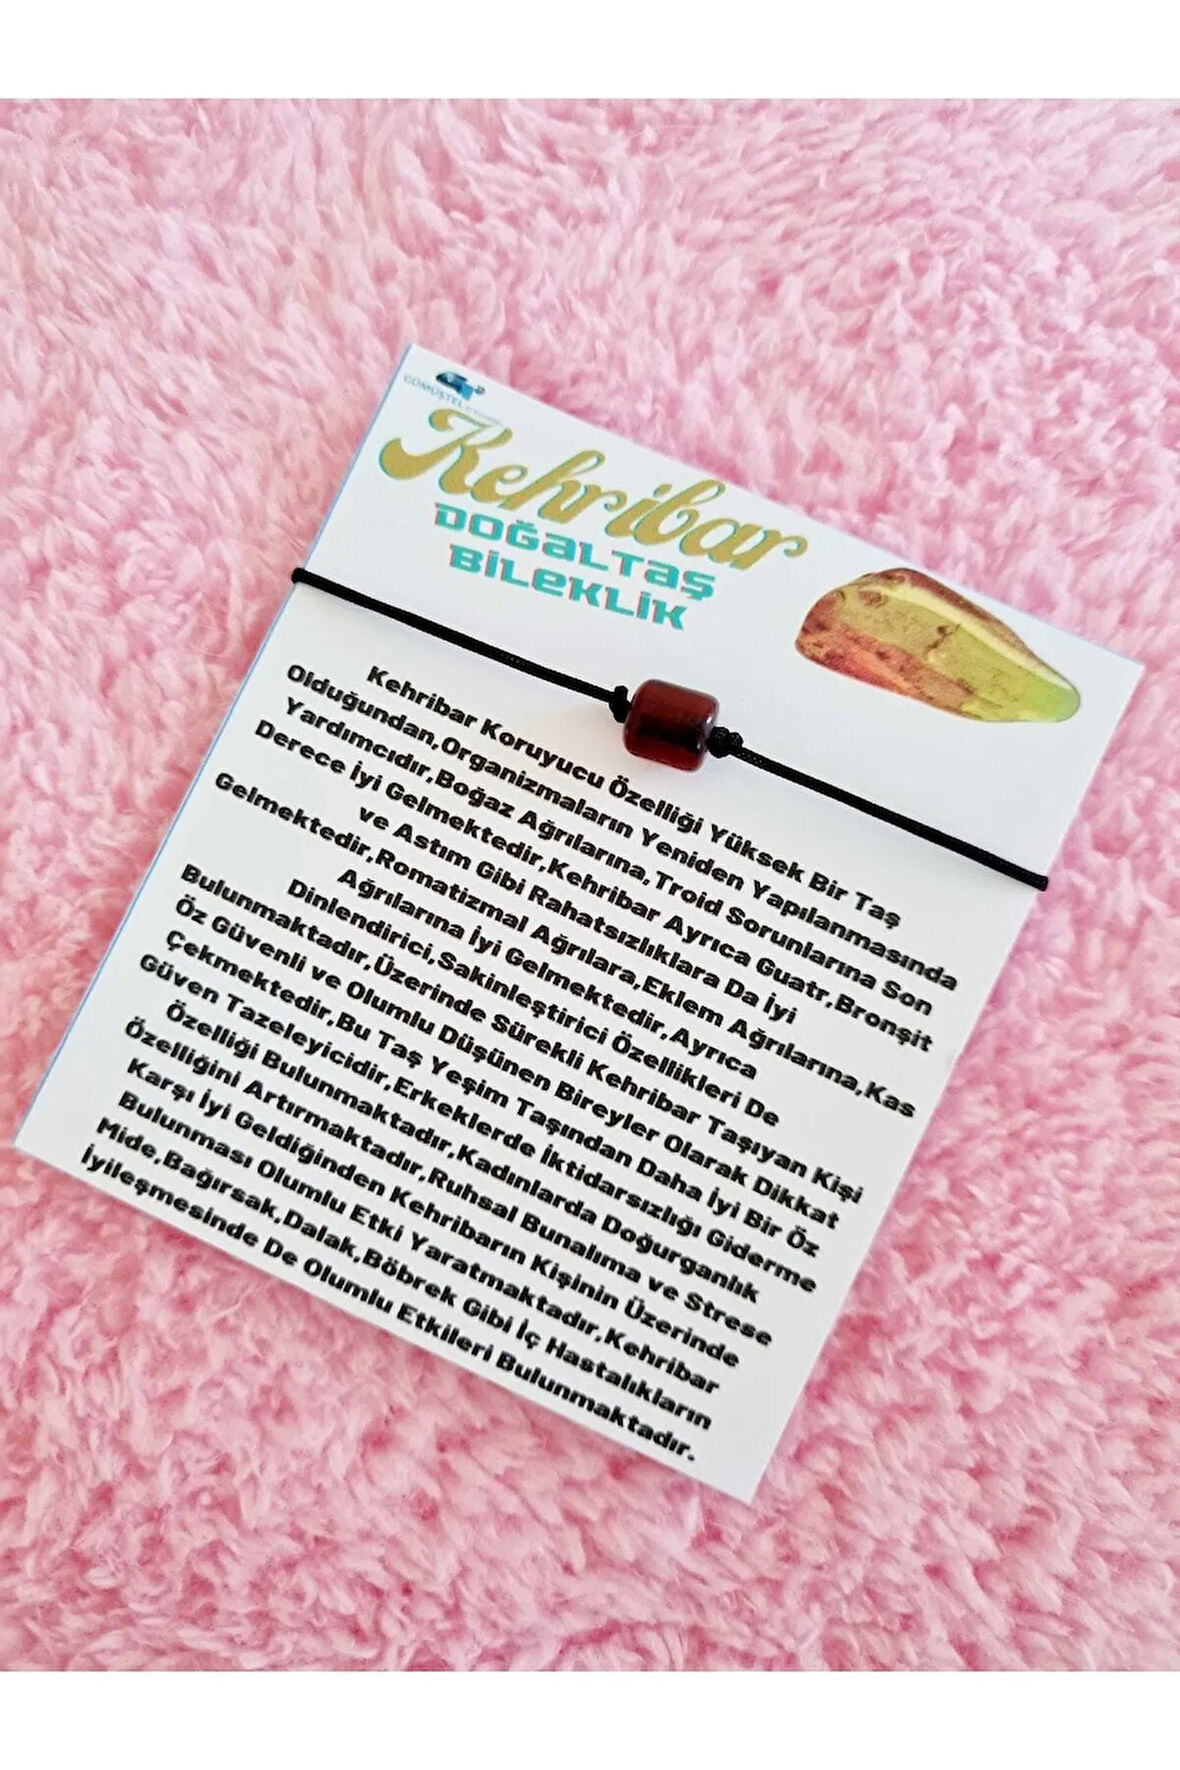 GÜMÜŞTEL
Kehribar
DOĞALTAŞ
BİLEKLİK
Kehribar Koruyucu Özelliği Yüksek Bir Taş
Olduğundan,Organizmaların Yeniden Yapılanmasında
Yardımcıdır,Boğaz Ağrılarına,Troid Sorunlarına Son
Derece İyi Gelmektedir,Kehribar Ayrıca Guatr,Bronşit
ve Astım Gibi Rahatsızlıklara Da İyi
Gelmektedir,Romatizmal Ağrılara,Eklem Ağrılarına,Kas
Ağrılarına İyi Gelmektedir,Ayrıca
Dinlendirici,Sakinleştirici Özellikleri De
Bulunmaktadır,Üzerinde Sürekli Kehribar Taşıyan Kişi
Öz Güvenli ve Olumlu Düşünen Bireyler Olarak Dikkat
Çekmektedir,Bu Taş Yeşim Taşından Daha İyi Bir Öz
Güven Tazeleyicidir,Erkeklerde İktidarsızlığı Giderme
Özelliği Bulunmaktadır,Kadınlarda Doğurganlık
Özelliğini Artırmaktadır,Ruhsal Bunalıma ve Strese
Karşı İyi Geldiğinden Kehribarın Kişinin Üzerinde
Bulunması Olumlu Etki Yaratmaktadır,Kehribar
Mide,Bağırsak,Dalak,Böbrek Gibi İç Hastalıkların
İyileşmesinde De Olumlu Etkileri Bulunmaktadır.